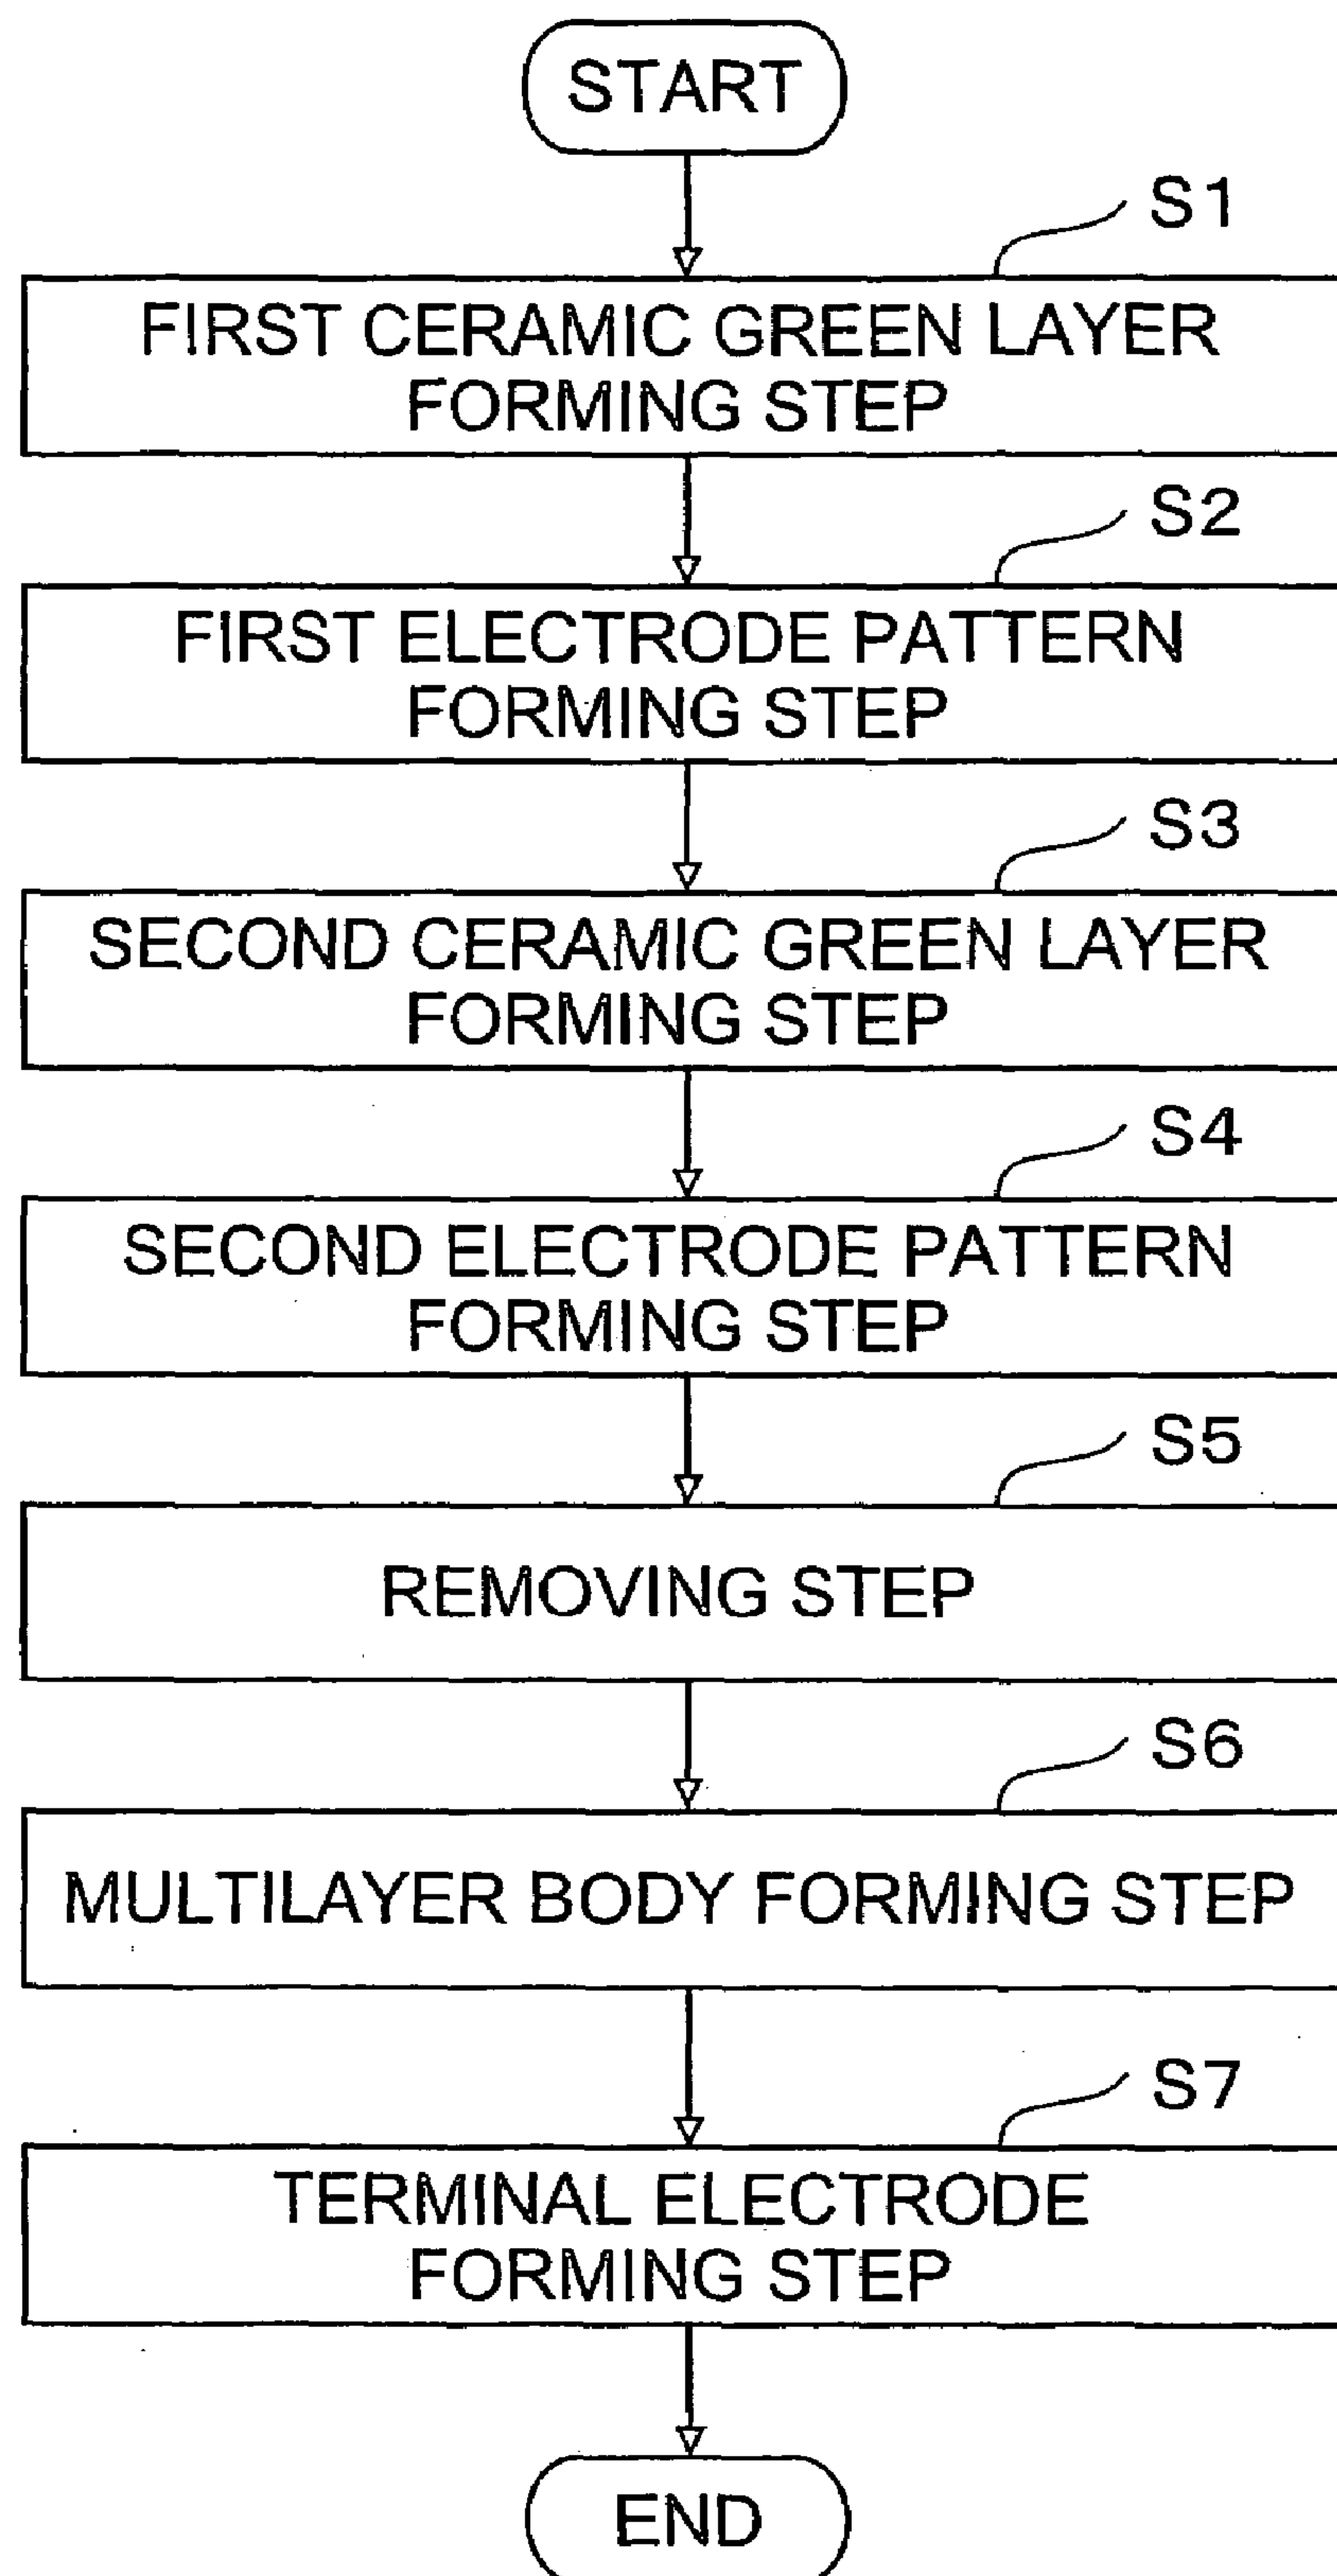 START
S1
FIRST CERAMIC GREEN LAYER
FORMING STEP
S2
FIRST ELECTRODE PATTERN
FORMING STEP
S3
SECOND CERAMIC GREEN LAYER
FORMING STEP
S4
SECOND ELECTRODE PATTERN
FORMING STEP
S5
REMOVING STEP
S6
MULTILAYER BODY FORMING STEP
S7
TERMINAL ELECTRODE
FORMING STEP
END